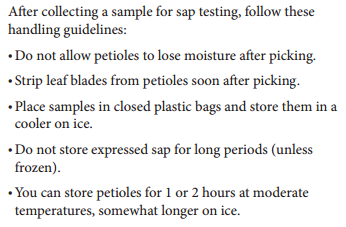 After collecting a sample for sap testing, follow these
handling guidelines:
• Do not allow petioles to lose moisture after picking.
• Strip leaf blades from petioles soon after picking.
• Place samples in closed plastic bags and store them in a
cooler on ice.
• Do not store expressed sap for long periods (unless
frozen).
• You can store petioles for 1 or 2 hours at moderate
temperatures, somewhat longer on ice.